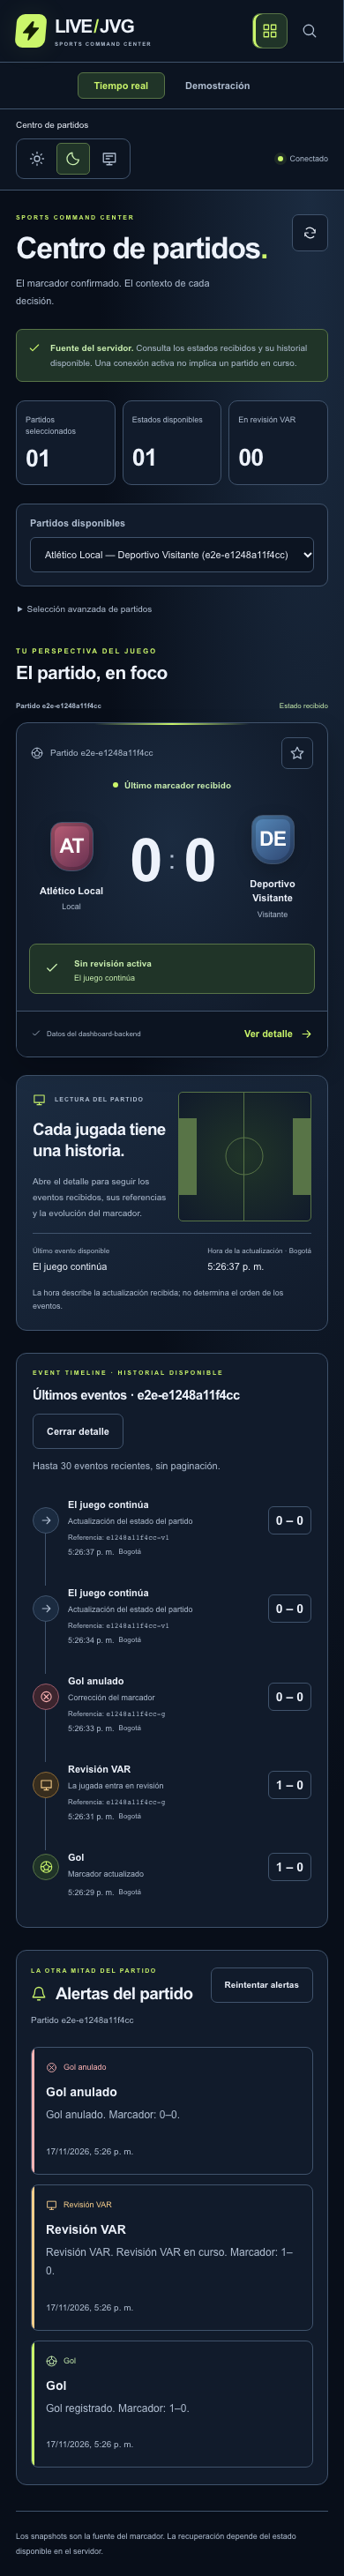 LIVE/JVG
SPORTS COMMAND CENTER
Tiempo real
Demostración
Centro de partidos
Conectado
SPORTS COMMAND CENTER
Centro de partidos.
El marcador confirmado. El contexto de cada
decisión.
Fuente del servidor. Consulta los estados recibidos y su historial
disponible. Una conexión activa no implica un partido en curso.
Partidos
seleccionados
01
Estados disponibles
01
En revisión VAR
00
Partidos disponibles
Atlético Local — Deportivo Visitante (e2e-e1248a11f4cc)
Selección avanzada de partidos
TU PERSPECTIVA DEL JUEGO
El partido, en foco
Partido e2e-e1248a11f4cc
Estado recibido
Partido e2e-e1248a11f4cc
Último marcador recibido
AT
0 : 0
DE
Atlético Local
Local
Deportivo
Visitante
Visitante
Sin revisión activa
El juego continúa
Datos del dashboard-backend
Ver detalle
LECTURA DEL PARTIDO
Cada jugada tiene
una historia.
Abre el detalle para seguir los
eventos recibidos, sus referencias
y la evolución del marcador.
Último evento disponible
El juego continúa
Hora de la actualización · Bogotá
5:26:37 p. m.
La hora describe la actualización recibida; no determina el orden de los
eventos.
EVENT TIMELINE · HISTORIAL DISPONIBLE
Últimos eventos · e2e-e1248a11f4cc
Cerrar detalle
Hasta 30 eventos recientes, sin paginación.
El juego continúa
Actualización del estado del partido
Referencia: e1248a11f4cc-v1
5:26:37 p. m. Bogotá
0 – 0
El juego continúa
Actualización del estado del partido
Referencia: e1248a11f4cc-v1
5:26:34 p. m. Bogotá
0 – 0
Gol anulado
Corrección del marcador
Referencia: e1248a11f4cc-g
5:26:33 p. m. Bogotá
0 – 0
Revisión VAR
La jugada entra en revisión
Referencia: e1248a11f4cc-g
5:26:31 p. m. Bogotá
1 – 0
Gol
Marcador actualizado
5:26:29 p. m. Bogotá
1 – 0
LA OTRA MITAD DEL PARTIDO
Alertas del partido
Reintentar alertas
Partido e2e-e1248a11f4cc
Gol anulado
Gol anulado
Gol anulado. Marcador: 0–0.
17/11/2026, 5:26 p. m.
Revisión VAR
Revisión VAR
Revisión VAR. Revisión VAR en curso. Marcador: 1–
0.
17/11/2026, 5:26 p. m.
Gol
Gol
Gol registrado. Marcador: 1–0.
17/11/2026, 5:26 p. m.
Los snapshots son la fuente del marcador. La recuperación depende del estado
disponible en el servidor.